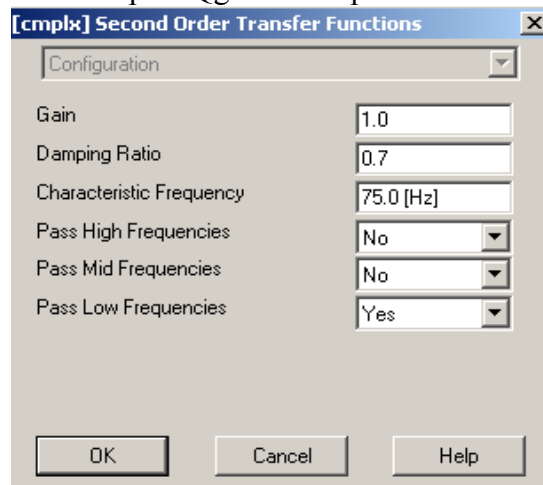 [cmplx] Second Order Transfer Functions
Configuration
Gain 1.0
Damping Ratio 0.7
Characteristic Frequency 75.0 [Hz]
Pass High Frequencies No
Pass Mid Frequencies No
Pass Low Frequencies Yes
OK Cancel Help